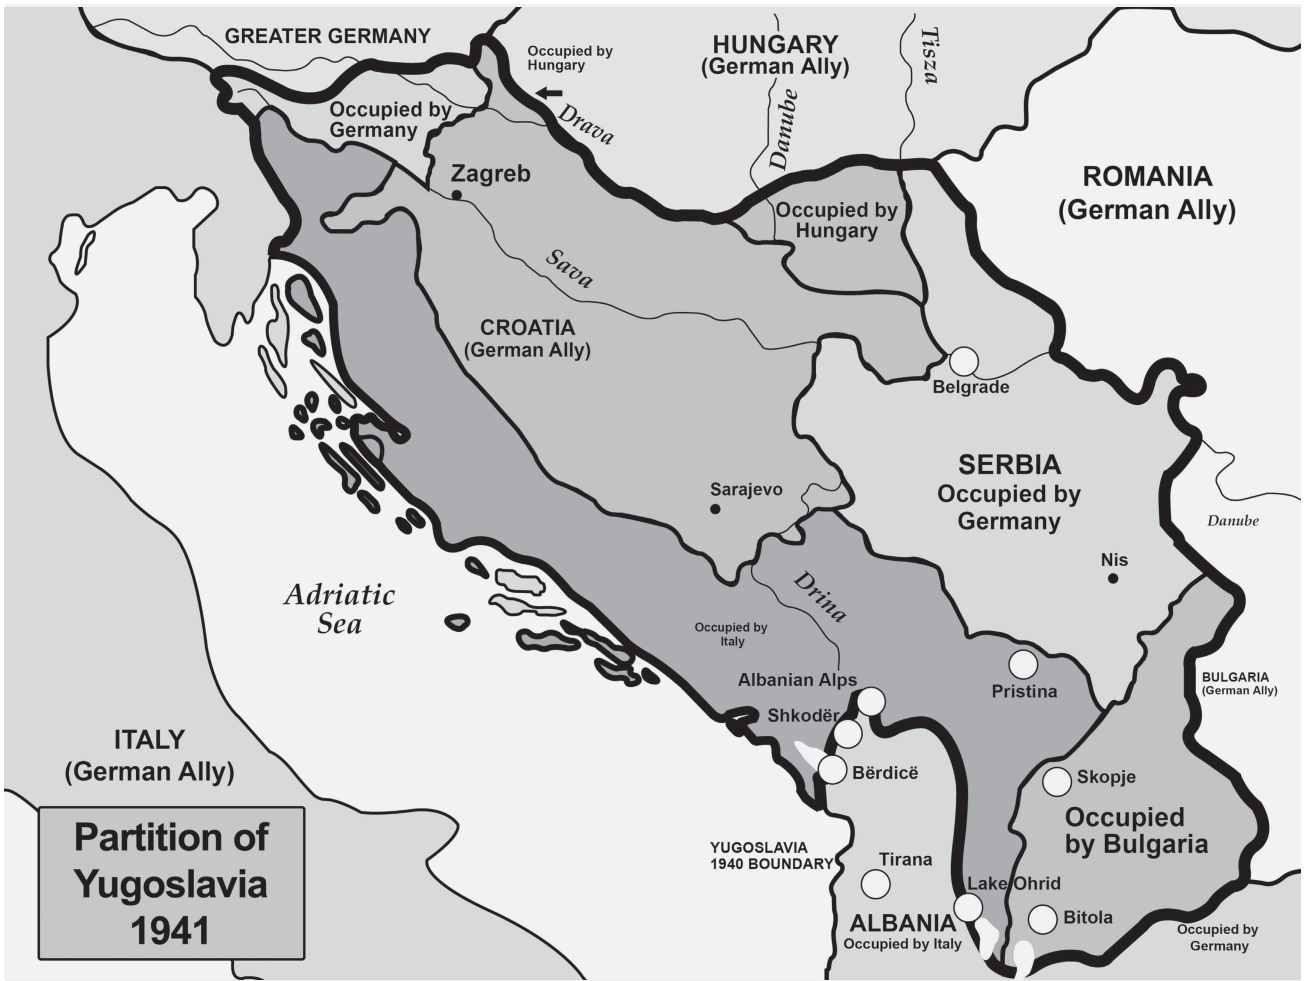 GREATER GERMANY
Occupied by
Hungary
HUNGARY
(German Ally)
Tisza
Danube
Drava
Occupied by
Germany
Zagreb
ROMANIA
(German Ally)
Occupied by
Hungary
Sava
CROATIA
(German Ally)
Belgrade
SERBIA
Occupied by
Germany
Sarajevo
Danube
Nis
Adriatic
Sea
Drina
Occupied by
Italy
Albanian Alps
Pristina
BULGARIA
(German Ally)
Shkodër
ITALY
(German Ally)
Bërdicë
Skopje
Occupied
by Bulgaria
Partition of
Yugoslavia
1941
YUGOSLAVIA
1940 BOUNDARY
Tirana
Lake Ohrid
ALBANIA
Occupied by Italy
Bitola
Occupied by
Germany